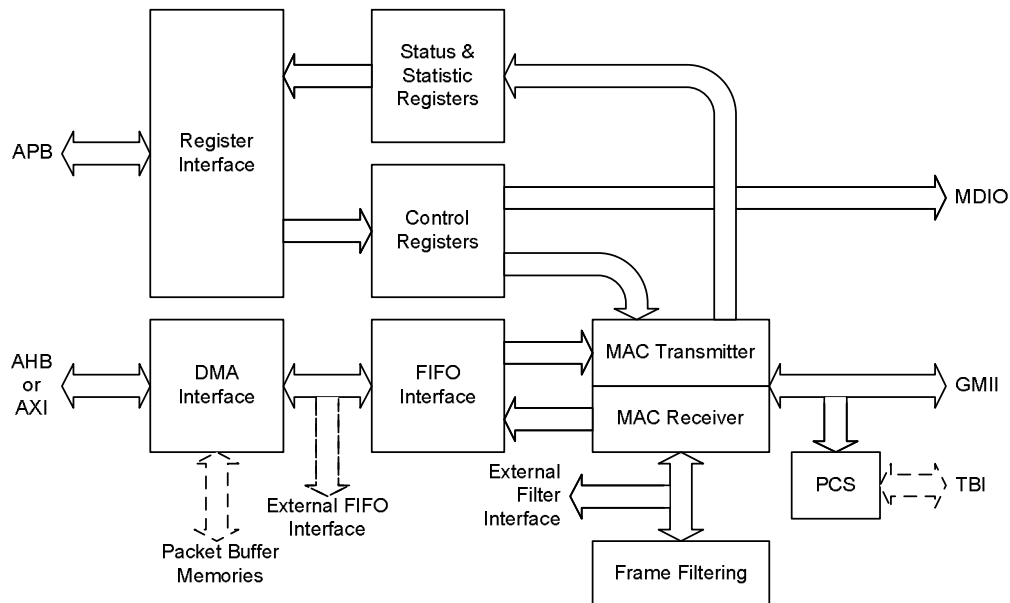 Status &
Statistic
Registers
APB
Register
Interface
Control
Registers
MDIO
AHB
or
AXI
DMA
Interface
FIFO
Interface
MAC Transmitter
MAC Receiver
GMII
External FIFO
Interface
External
Filter
Interface
PCS
TBI
Packet Buffer
Memories
Frame Filtering